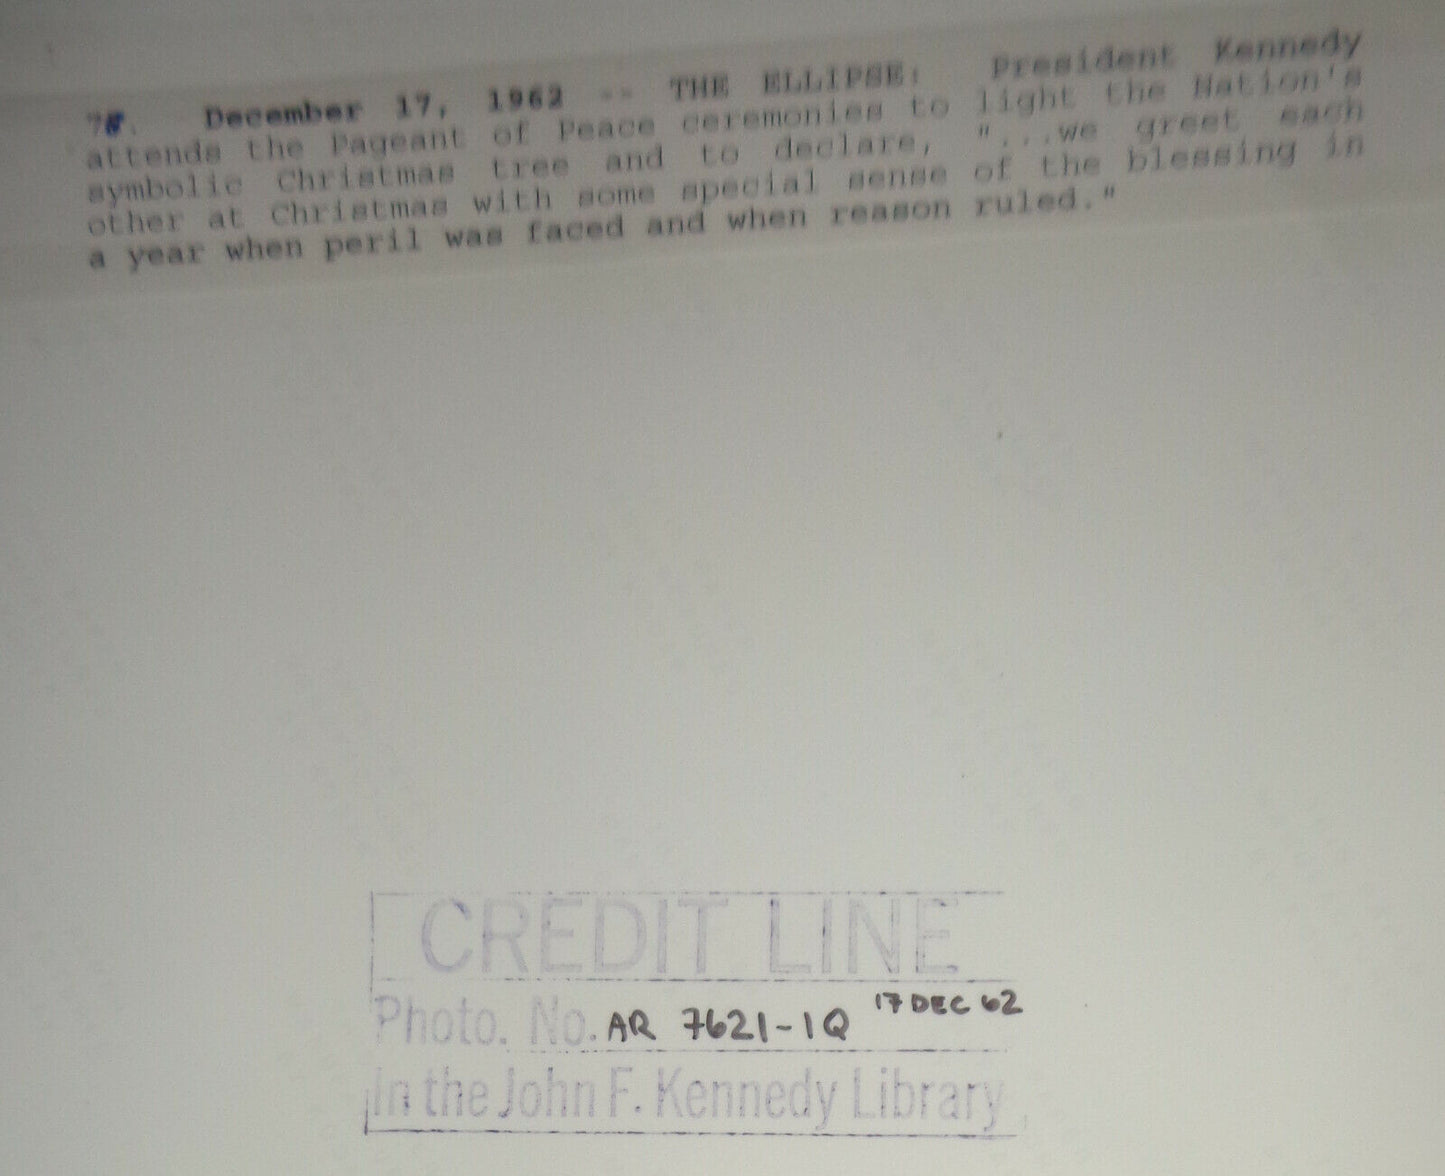 78. December 17, 1962 -- THE ELLIPSE: President Kennedy
attends the Pageant of Peace ceremonies to light the Nation's
symbolic Christmas tree and to declare, "...we greet each
other at Christmas with some special sense of the blessing in
a year when peril was faced and when reason ruled."
CREDIT LINE
Photo. No. AR 7621-1Q 17 DEC 62
in the John F. Kennedy Library